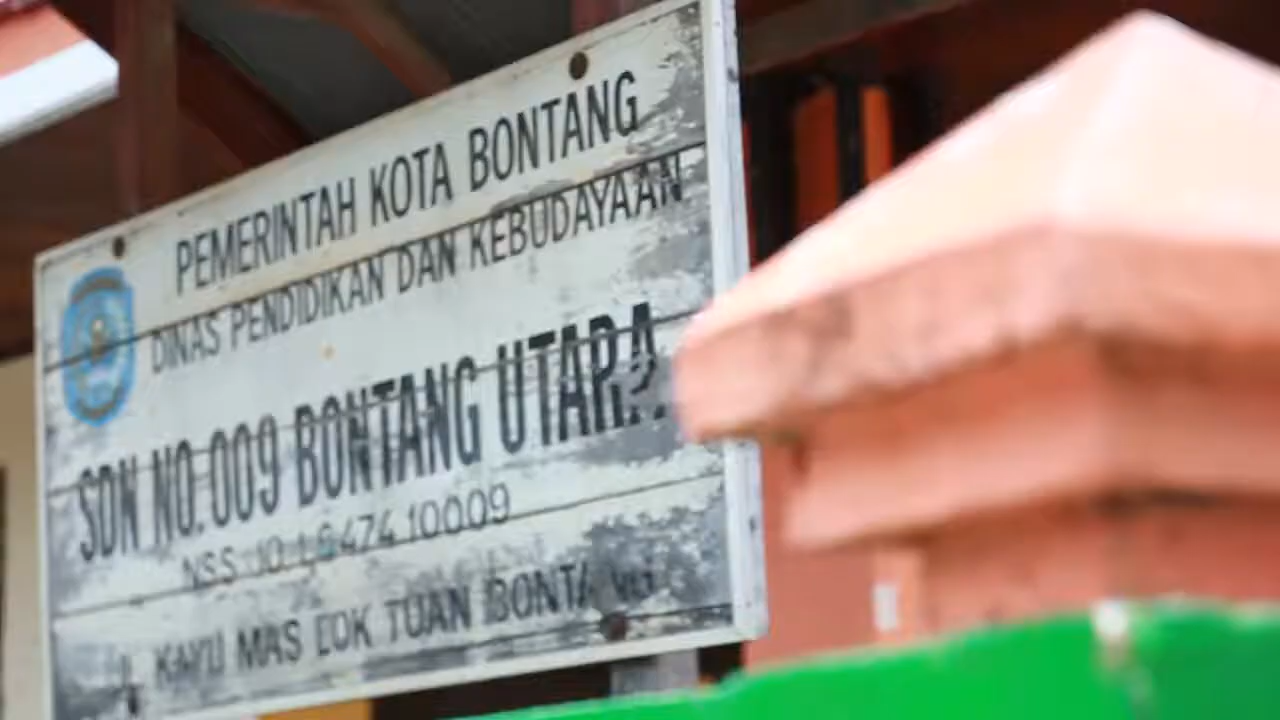 PEMERINTAH KOTA BONTANG
DINAS PENDIDIKAN DAN KEBUDAYAAN
SDN NO. 009 BONTANG UTARA
NSS : 10.1.6474.10009
KAYU MAS LOK TUAN BONTANG